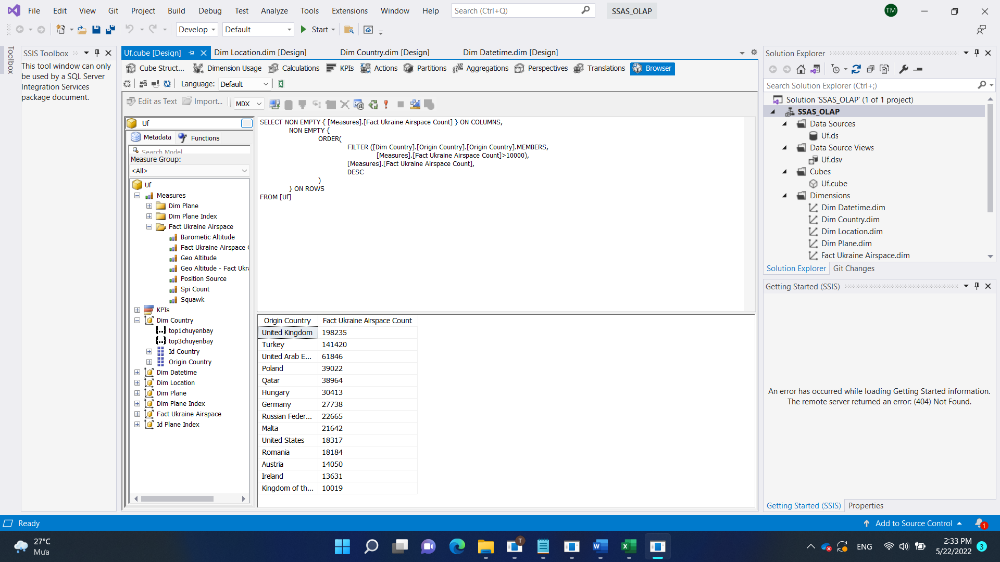 File Edit View Git Project Build Debug Test Analyze Tools Extensions Window Help Search (Ctrl+Q) SSAS_OLAP TM
Develop Default Start
Toolbox
SSIS Toolbox
This tool window can only
be used by a SQL Server
Integration Services
package document.
Uf.cube [Design] Dim Location.dim [Design] Dim Country.dim [Design] Dim Datetime.dim [Design]
Cube Struct... Dimension Usage Calculations KPIs Actions Partitions Aggregations Perspectives Translations Browser
Language: Default
Edit as Text Import... MDX
Uf
Metadata Functions
Search Model
Measure Group:
<All>
Uf
Measures
Dim Plane
Dim Plane Index
Fact Ukraine Airspace
Barometic Altitude
Fact Ukraine Airspace
Geo Altitude
Geo Altitude - Fact Ukr
Position Source
Spi Count
Squawk
KPIs
Dim Country
top1chuyenbay
top3chuyenbay
Id Country
Origin Country
Dim Datetime
Dim Location
Dim Plane
Dim Plane Index
Fact Ukraine Airspace
Id Plane Index
SELECT NON EMPTY { [Measures].[Fact Ukraine Airspace Count] } ON COLUMNS,
NON EMPTY {
ORDER(
FILTER ([Dim Country].[Origin Country].[Origin Country].MEMBERS,
[Measures].[Fact Ukraine Airspace Count]>10000),
[Measures].[Fact Ukraine Airspace Count],
DESC
)
} ON ROWS
FROM [Uf]
Origin Country Fact Ukraine Airspace Count
United Kingdom 198235
Turkey 141420
United Arab E... 61846
Poland 39022
Qatar 38964
Hungary 30413
Germany 27738
Russian Feder... 22665
Malta 21642
United States 18317
Romania 18184
Austria 14050
Ireland 13631
Kingdom of th... 10019
Solution Explorer
Search Solution Explorer (Ctrl+;)
Solution 'SSAS_OLAP' (1 of 1 project)
SSAS_OLAP
Data Sources
Uf.ds
Data Source Views
Uf.dsv
Cubes
Uf.cube
Dimensions
Dim Datetime.dim
Dim Country.dim
Dim Location.dim
Dim Plane.dim
Fact Ukraine Airspace.dim
Solution Explorer Git Changes
Getting Started (SSIS)
An error has occurred while loading Getting Started information.
The remote server returned an error: (404) Not Found.
Getting Started (SSIS) Properties
Ready Add to Source Control 1
27°C
Mưa
T
ENG
2:33 PM
5/22/2022
3